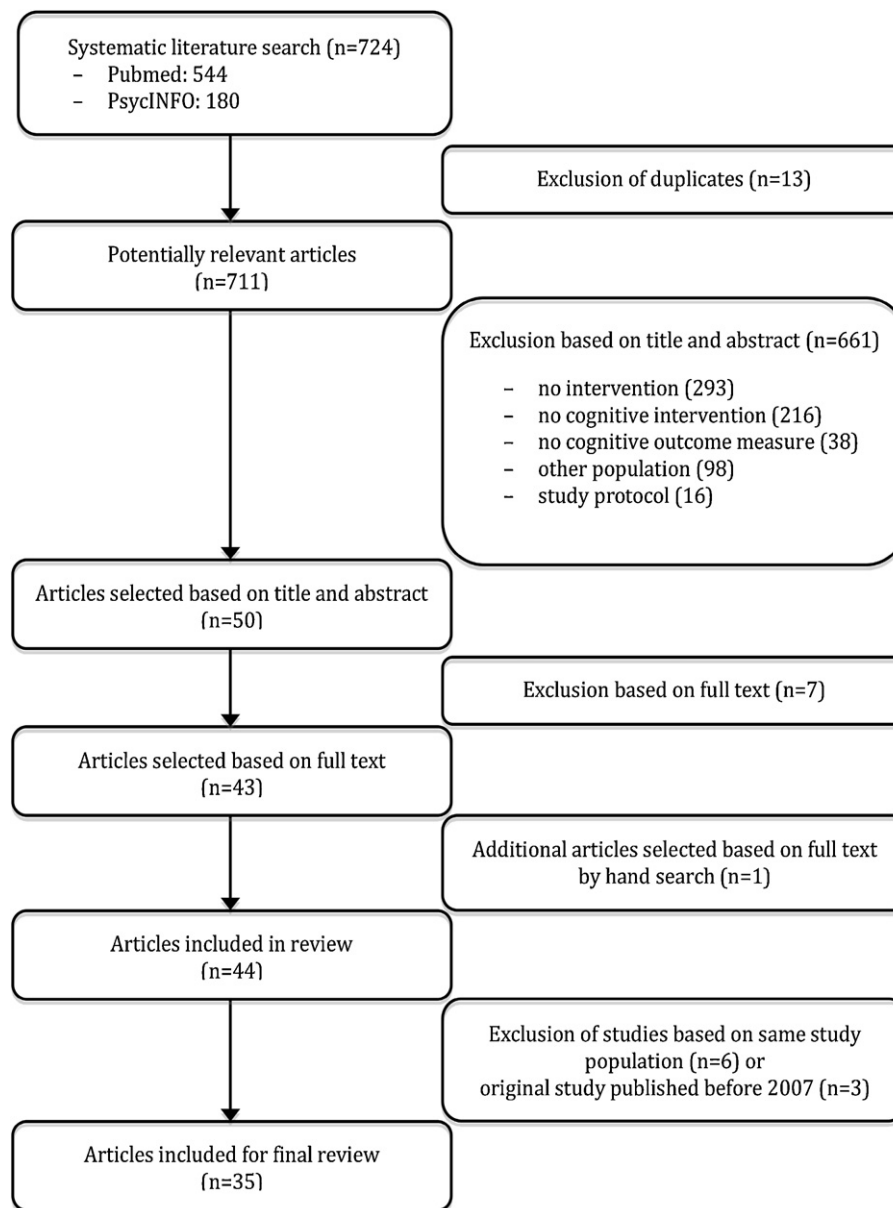 Systematic literature search (n=724)
– Pubmed: 544
– PsycINFO: 180
Exclusion of duplicates (n=13)
Potentially relevant articles
(n=711)
Exclusion based on title and abstract (n=661)
– no intervention (293)
– no cognitive intervention (216)
– no cognitive outcome measure (38)
– other population (98)
– study protocol (16)
Articles selected based on title and abstract
(n=50)
Exclusion based on full text (n=7)
Articles selected based on full text
(n=43)
Additional articles selected based on full text
by hand search (n=1)
Articles included in review
(n=44)
Exclusion of studies based on same study
population (n=6) or
original study published before 2007 (n=3)
Articles included for final review
(n=35)